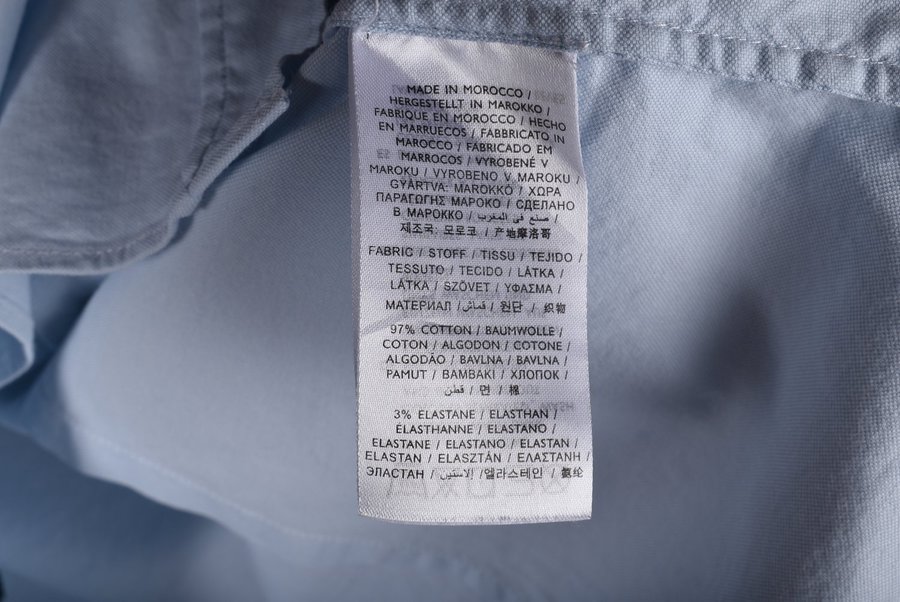 MADE IN MOROCCO /
HERGESTELLT IN MAROKKO /
FABRIQUE EN MOROCCO / HECHO
EN MARRUECOS / FABBRICATO IN
MAROCCO / FABRICADO EM
MARROCOS / VYROBENÉ V
MAROKU / VYROBENO V MAROKU /
GYÁRTVA: MAROKKÓ / ΧΩΡΑ
ΠΑΡΑΓΩΓΗΣ ΜΑΡΟΚΟ / СДЕЛАНО
В МАРОККО / صنع في المغرب /
제조국: 모로코 / 产地摩洛哥
FABRIC / STOFF / TISSU / TEJIDO /
TESSUTO / TECIDO / LÁTKA /
LÁTKA / SZÖVET / ΥΦΑΣΜΑ /
МАТЕРИАЛ / قماش / 원단 / 织物
97% COTTON / BAUMWOLLE /
COTON / ALGODON / COTONE /
ALGODÃO / BAVLNA / BAVLNA /
PAMUT / ΒΑΜΒΑΚΙ / ХЛОПОК /
قطن / 면 / 棉
3% ELASTANE / ELASTHAN /
ÉLASTHANNE / ELASTANO /
ELASTANE / ELASTANO / ELASTAN /
ELASTAN / ELASZTÁN / ΕΛΑΣΤΑΝΗ /
ЭЛАСТАН / الاستين / 엘라스테인 / 氨纶